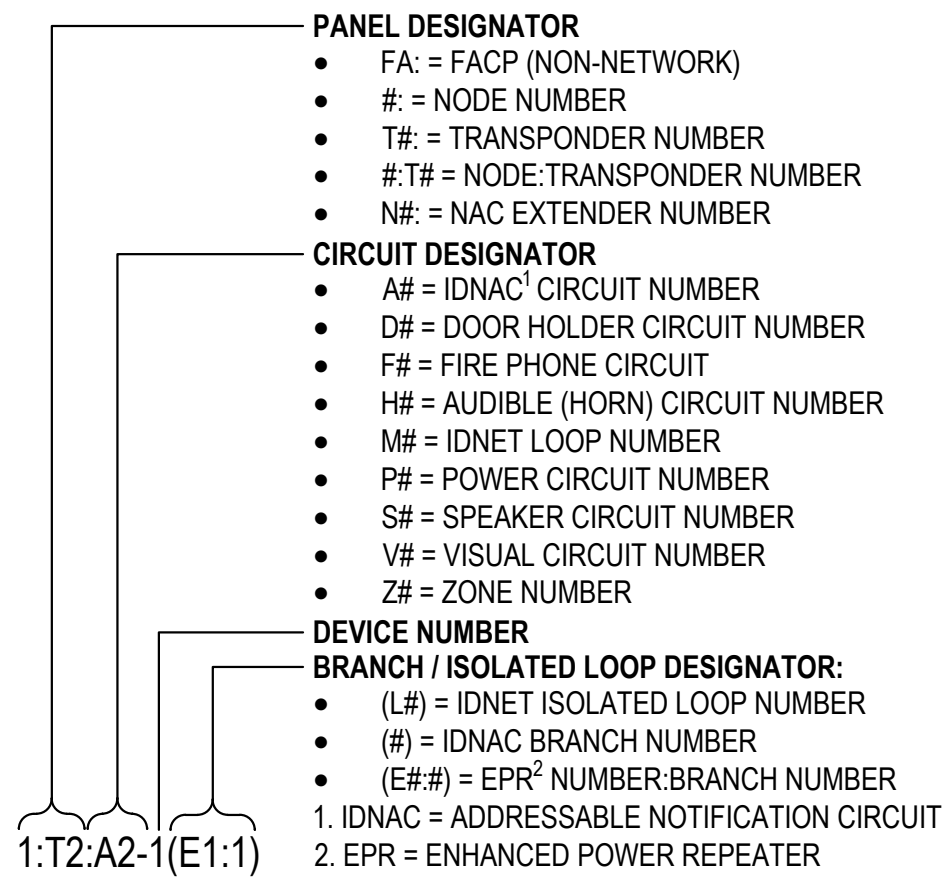 PANEL DESIGNATOR
• FA: = FACP (NON-NETWORK)
• #: = NODE NUMBER
• T#: = TRANSPONDER NUMBER
• #:T# = NODE:TRANSPONDER NUMBER
• N#: = NAC EXTENDER NUMBER
CIRCUIT DESIGNATOR
• A# = IDNAC¹ CIRCUIT NUMBER
• D# = DOOR HOLDER CIRCUIT NUMBER
• F# = FIRE PHONE CIRCUIT
• H# = AUDIBLE (HORN) CIRCUIT NUMBER
• M# = IDNET LOOP NUMBER
• P# = POWER CIRCUIT NUMBER
• S# = SPEAKER CIRCUIT NUMBER
• V# = VISUAL CIRCUIT NUMBER
• Z# = ZONE NUMBER
DEVICE NUMBER
BRANCH / ISOLATED LOOP DESIGNATOR:
• (L#) = IDNET ISOLATED LOOP NUMBER
• (#) = IDNAC BRANCH NUMBER
• (E#:#) = EPR² NUMBER:BRANCH NUMBER
1. IDNAC = ADDRESSABLE NOTIFICATION CIRCUIT
2. EPR = ENHANCED POWER REPEATER
1:T2:A2-1(E1:1)